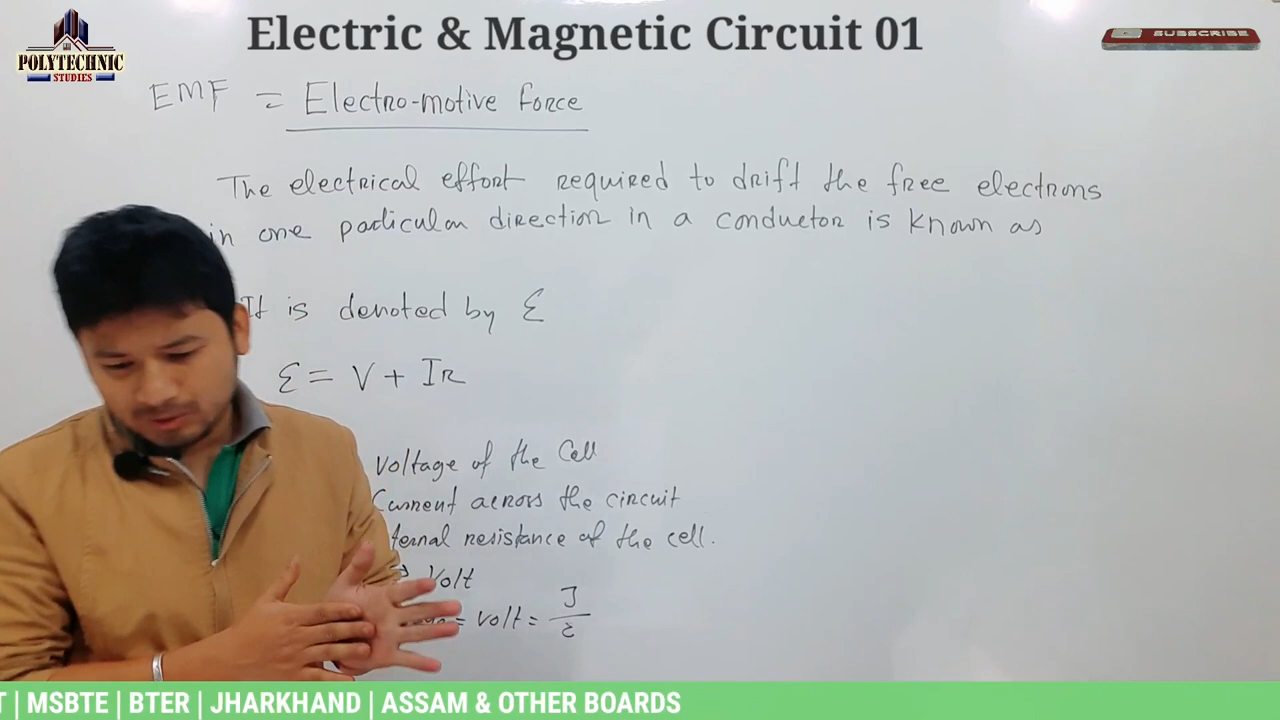 Electric & Magnetic Circuit 01
POLYTECHNIC
STUDIES
SUBSCRIBE
EMF = Electro-motive force
The electrical effort required to drift the free electrons
in one particular direction in a conductor is known as
It is denoted by Ɛ
Ɛ = V + Ir
Voltage of the Cell
Current across the circuit
ternal resistance of the cell.
Volt
= volt = J
c
| MSBTE | BTER | JHARKHAND | ASSAM & OTHER BOARDS